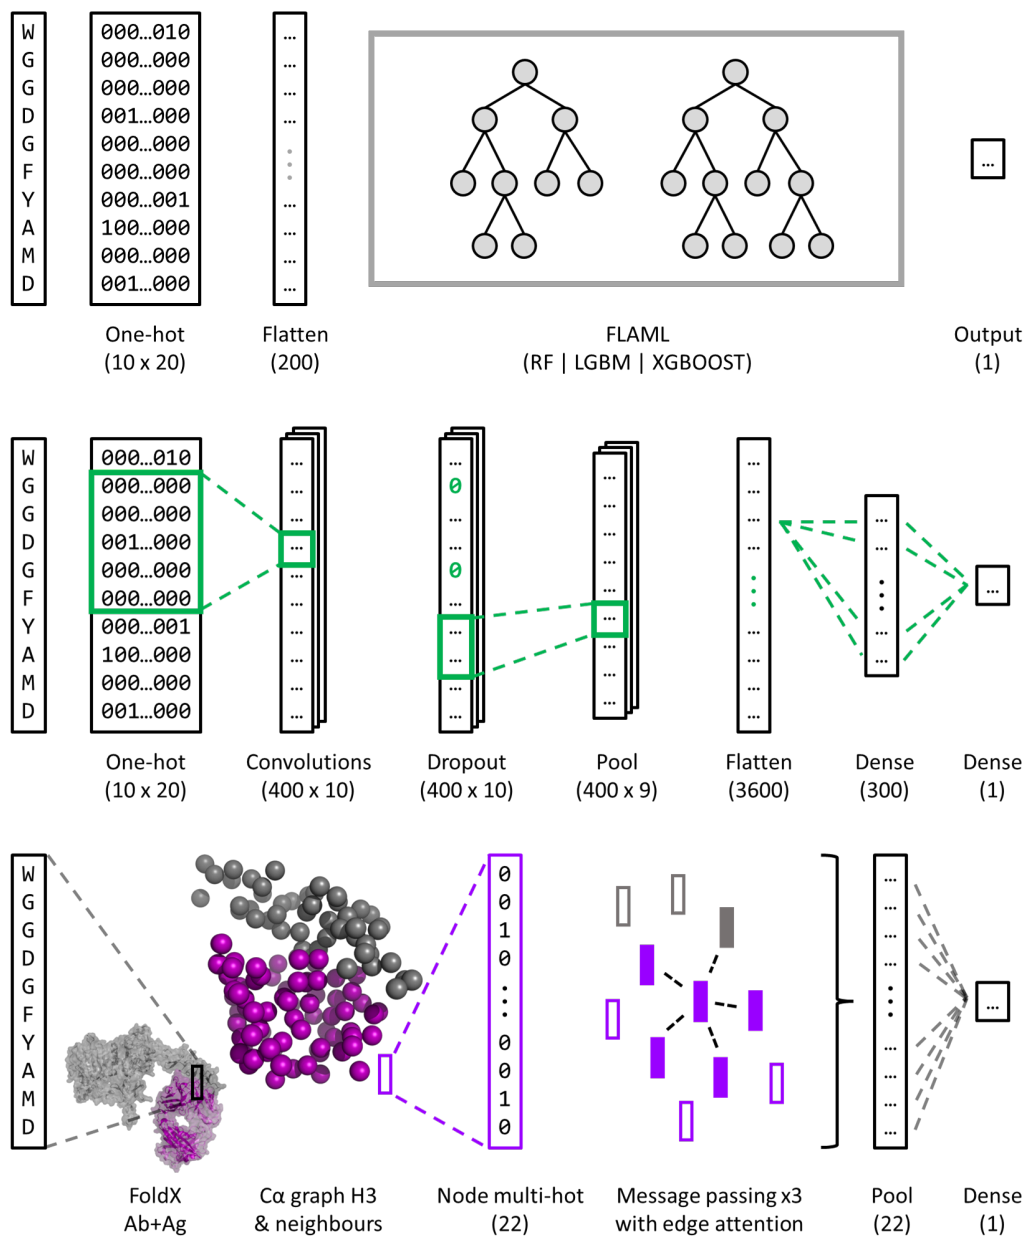 W 000…010 …
G 000…000 …
G 000…000 …
D 001…000 …
G 000…000
F 000…000 …
Y 000…001 …
A 100…000 …
M 000…000 …
D 001…000 …
One-hot Flatten FLAML Output
(10 x 20) (200) (RF | LGBM | XGBOOST) (1)
W 000…010 … … …
G 000…000 … 0 … …
G 000…000 … … … … …
D 001…000 … … … … …
G 000…000 … 0 … …
F 000…000 … … …
Y 000…001 … … … … …
A 100…000 … … … … …
M 000…000 … … … …
D 001…000 … … … …
One-hot Convolutions Dropout Pool Flatten Dense Dense
(10 x 20) (400 x 10) (400 x 10) (400 x 9) (3600) (300) (1)
W 0 …
G 0 …
G 1 …
D 0 …
G
F …
Y 0 …
A 0 …
M 1 …
D 0 …
FoldX Cα graph H3 Node multi-hot Message passing x3 Pool Dense
Ab+Ag & neighbours (22) with edge attention (22) (1)